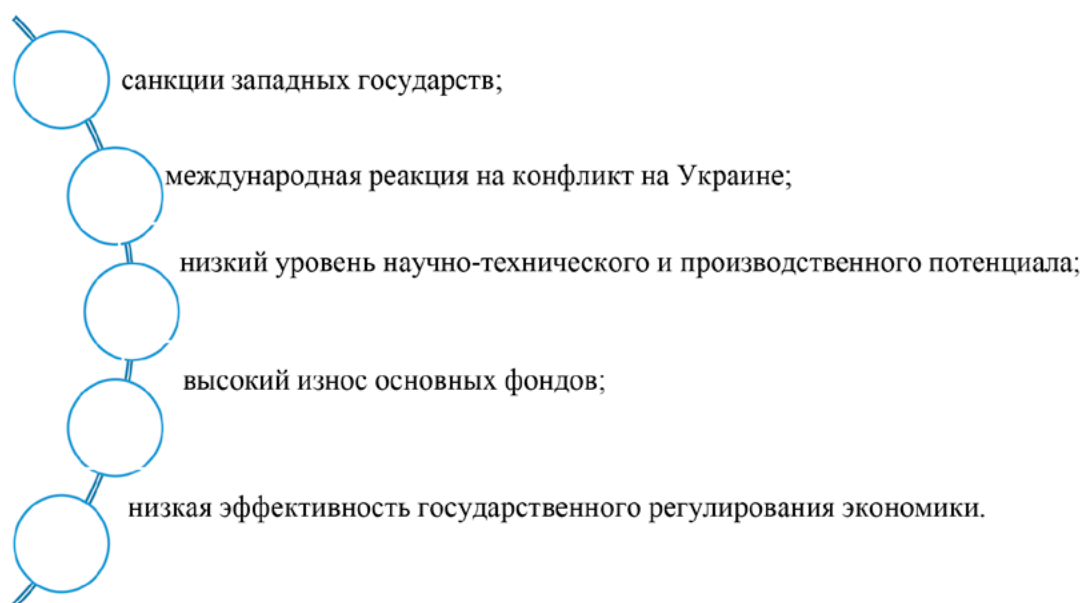 санкции западных государств;
международная реакция на конфликт на Украине;
низкий уровень научно-технического и производственного потенциала;
высокий износ основных фондов;
низкая эффективность государственного регулирования экономики.